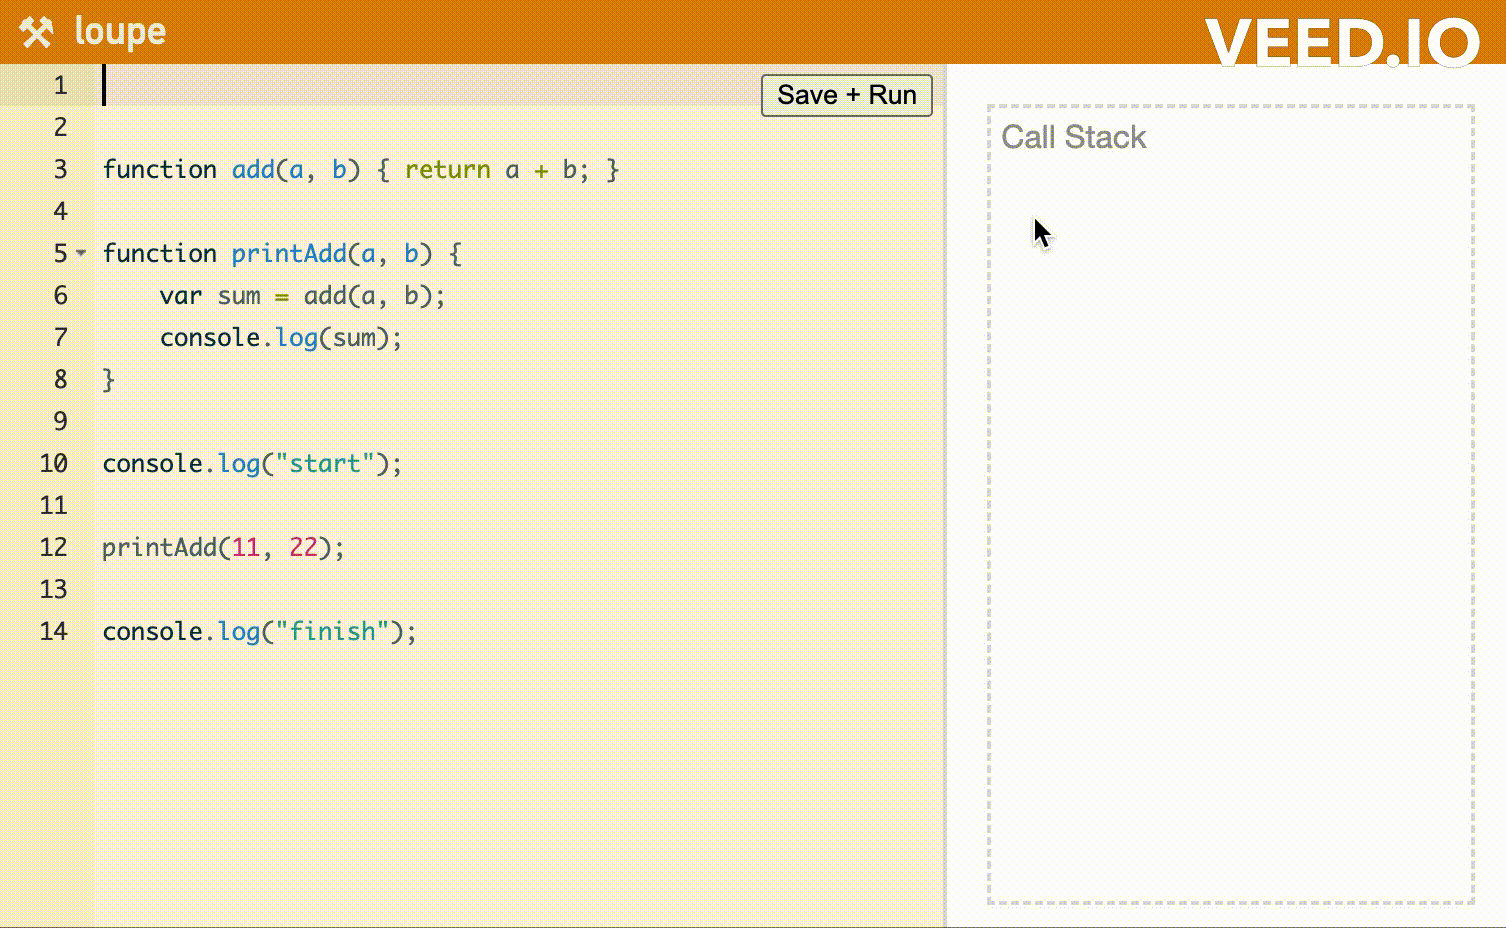 loupe
VEED.IO
Save + Run
1
2
3 function add(a, b) { return a + b; }
4
5 function printAdd(a, b) {
6     var sum = add(a, b);
7     console.log(sum);
8 }
9
10 console.log("start");
11
12 printAdd(11, 22);
13
14 console.log("finish");
Call Stack